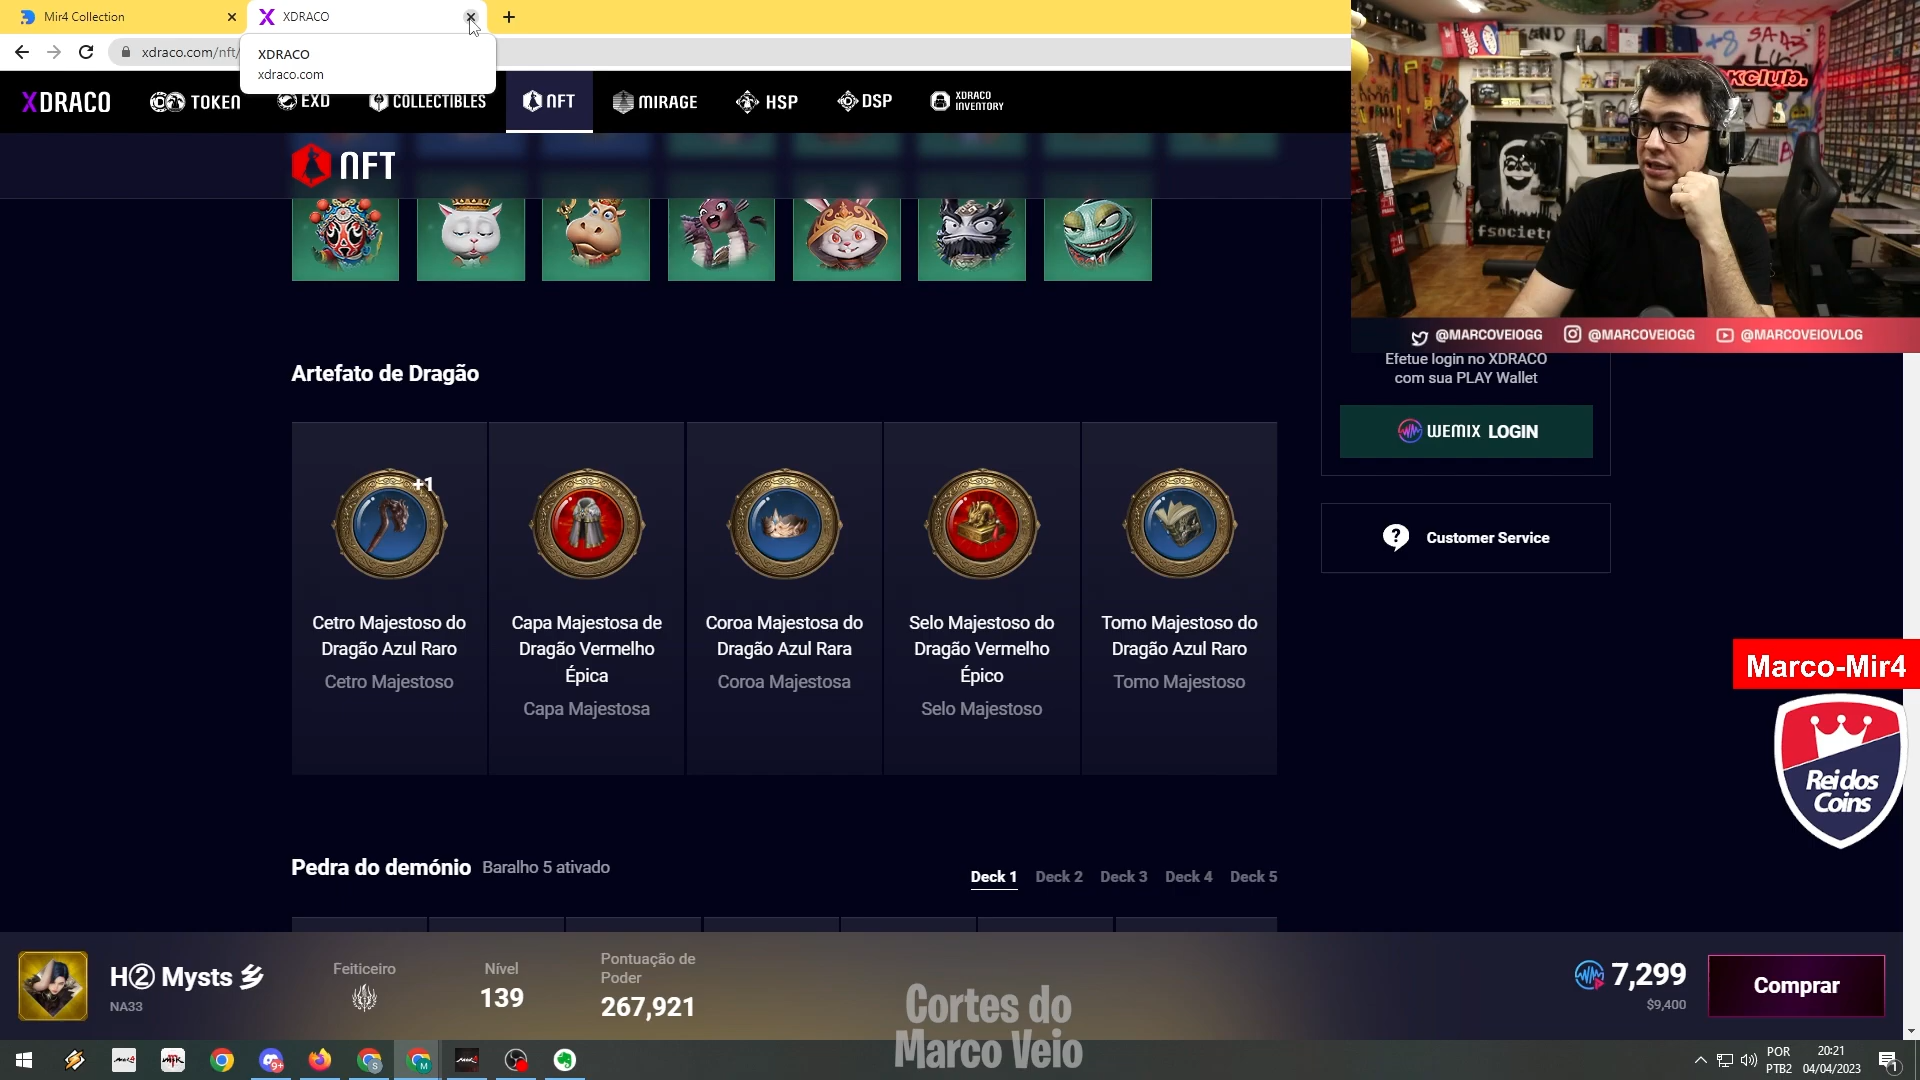 Mir4 Collection
XDRACO
xdraco.com/nft/
XDRACO
xdraco.com
XDRACO
TOKEN
EXD
COLLECTIBLES
NFT
MIRAGE
HSP
DSP
XDRACO
INVENTORY
NFT
fsociety
@MARCOVEIOGG
@MARCOVEIOGG
@MARCOVEIOVLOG
Efetue login no XDRACO
com sua PLAY Wallet
WEMIX LOGIN
Customer Service
Artefato de Dragão
+1
Cetro Majestoso do
Dragão Azul Raro
Cetro Majestoso
Capa Majestosa de
Dragão Vermelho
Épica
Capa Majestosa
Coroa Majestosa do
Dragão Azul Rara
Coroa Majestosa
Selo Majestoso do
Dragão Vermelho
Épico
Selo Majestoso
Tomo Majestoso do
Dragão Azul Raro
Tomo Majestoso
Marco-Mir4
Rei dos
Coins
Pedra do demónio
Baralho 5 ativado
Deck 1
Deck 2
Deck 3
Deck 4
Deck 5
H② Mysts 乡
NA33
Feiticeiro
Nível
139
Pontuação de
Poder
267,921
7,299
$9,400
Comprar
Cortes do
Marco Veio
9+
POR
PTB2
20:21
04/04/2023
1